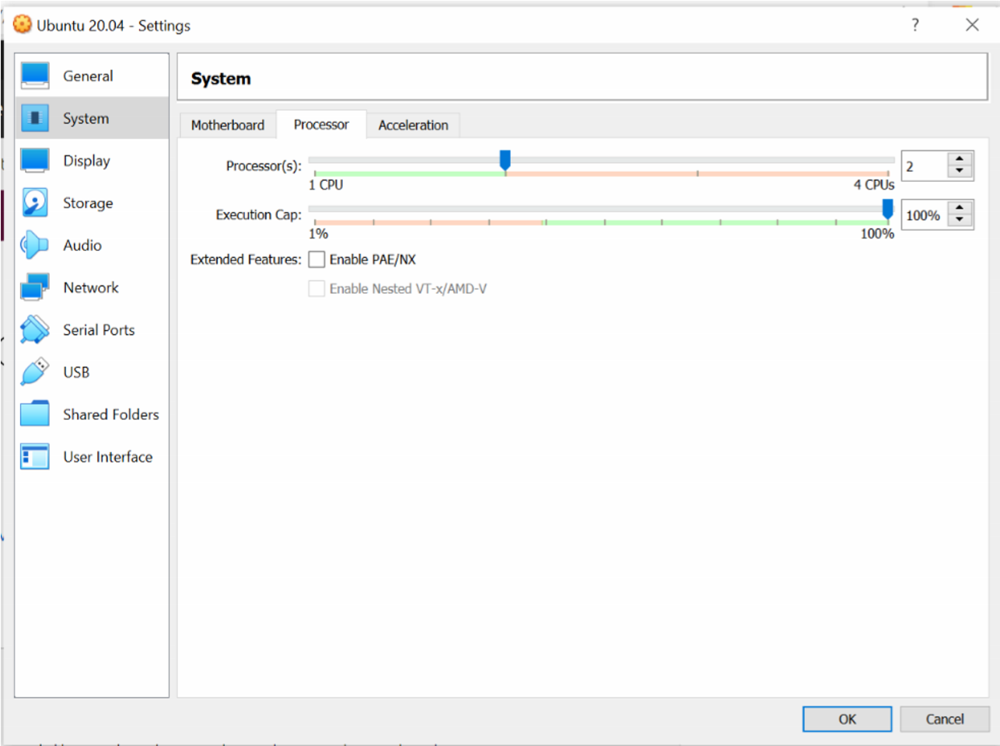 Ubuntu 20.04 - Settings
?
General
System
Display
Storage
Audio
Network
Serial Ports
USB
Shared Folders
User Interface
System
Motherboard
Processor
Acceleration
Processor(s):
2
1 CPU
4 CPUs
Execution Cap:
100%
1%
100%
Extended Features:
Enable PAE/NX
Enable Nested VT-x/AMD-V
OK
Cancel